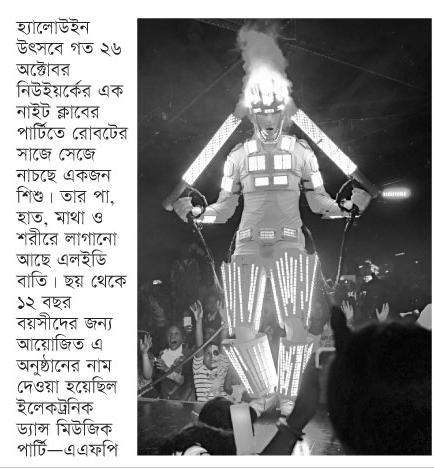 হ্যালোউইন
উৎসবে গত ২৬
অক্টোবর
নিউইয়র্কের এক
নাইট ক্লাবের
পার্টিতে রোবটের
সাজে সেজে
নাচছে একজন
শিশু। তার পা,
হাত, মাথা ও
শরীরে লাগানো
আছে এলইডি
বাতি। ছয় থেকে
১২ বছর
বয়সীদের জন্য
আয়োজিত এ
অনুষ্ঠানের নাম
দেওয়া হয়েছিল
ইলেকট্রনিক
ড্যান্স মিউজিক
পার্টি—এএফপি